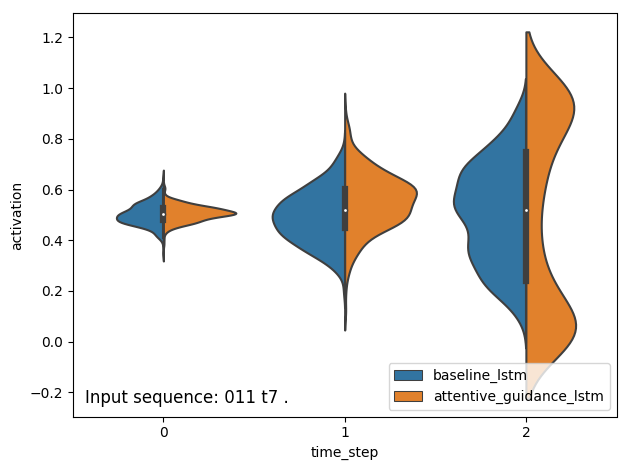 activation
1.2
1.0
0.8
0.6
0.4
0.2
0.0
−0.2
Input sequence: 011 t7 .
baseline_lstm
attentive_guidance_lstm
0 1 2
time_step